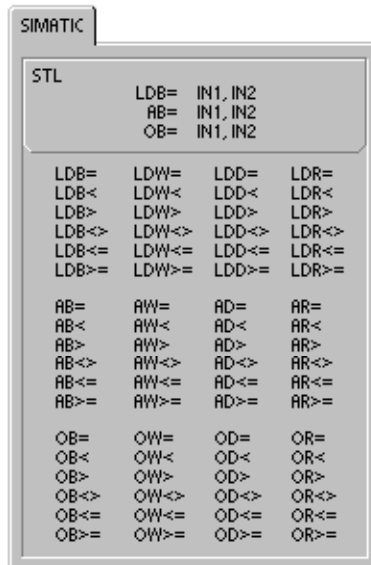 SIMATIC
STL
LDB= IN1, IN2
AB= IN1, IN2
OB= IN1, IN2
LDB= LDW= LDD= LDR=
LDB< LDW< LDD< LDR<
LDB> LDW> LDD> LDR>
LDB<> LDW<> LDD<> LDR<>
LDB<= LDW<= LDD<= LDR<=
LDB>= LDW>= LDD>= LDR>=
AB= AW= AD= AR=
AB< AW< AD< AR<
AB> AW> AD> AR>
AB<> AW<> AD<> AR<>
AB<= AW<= AD<= AR<=
AB>= AW>= AD>= AR>=
OB= OW= OD= OR=
OB< OW< OD< OR<
OB> OW> OD> OR>
OB<> OW<> OD<> OR<>
OB<= OW<= OD<= OR<=
OB>= OW>= OD>= OR>=